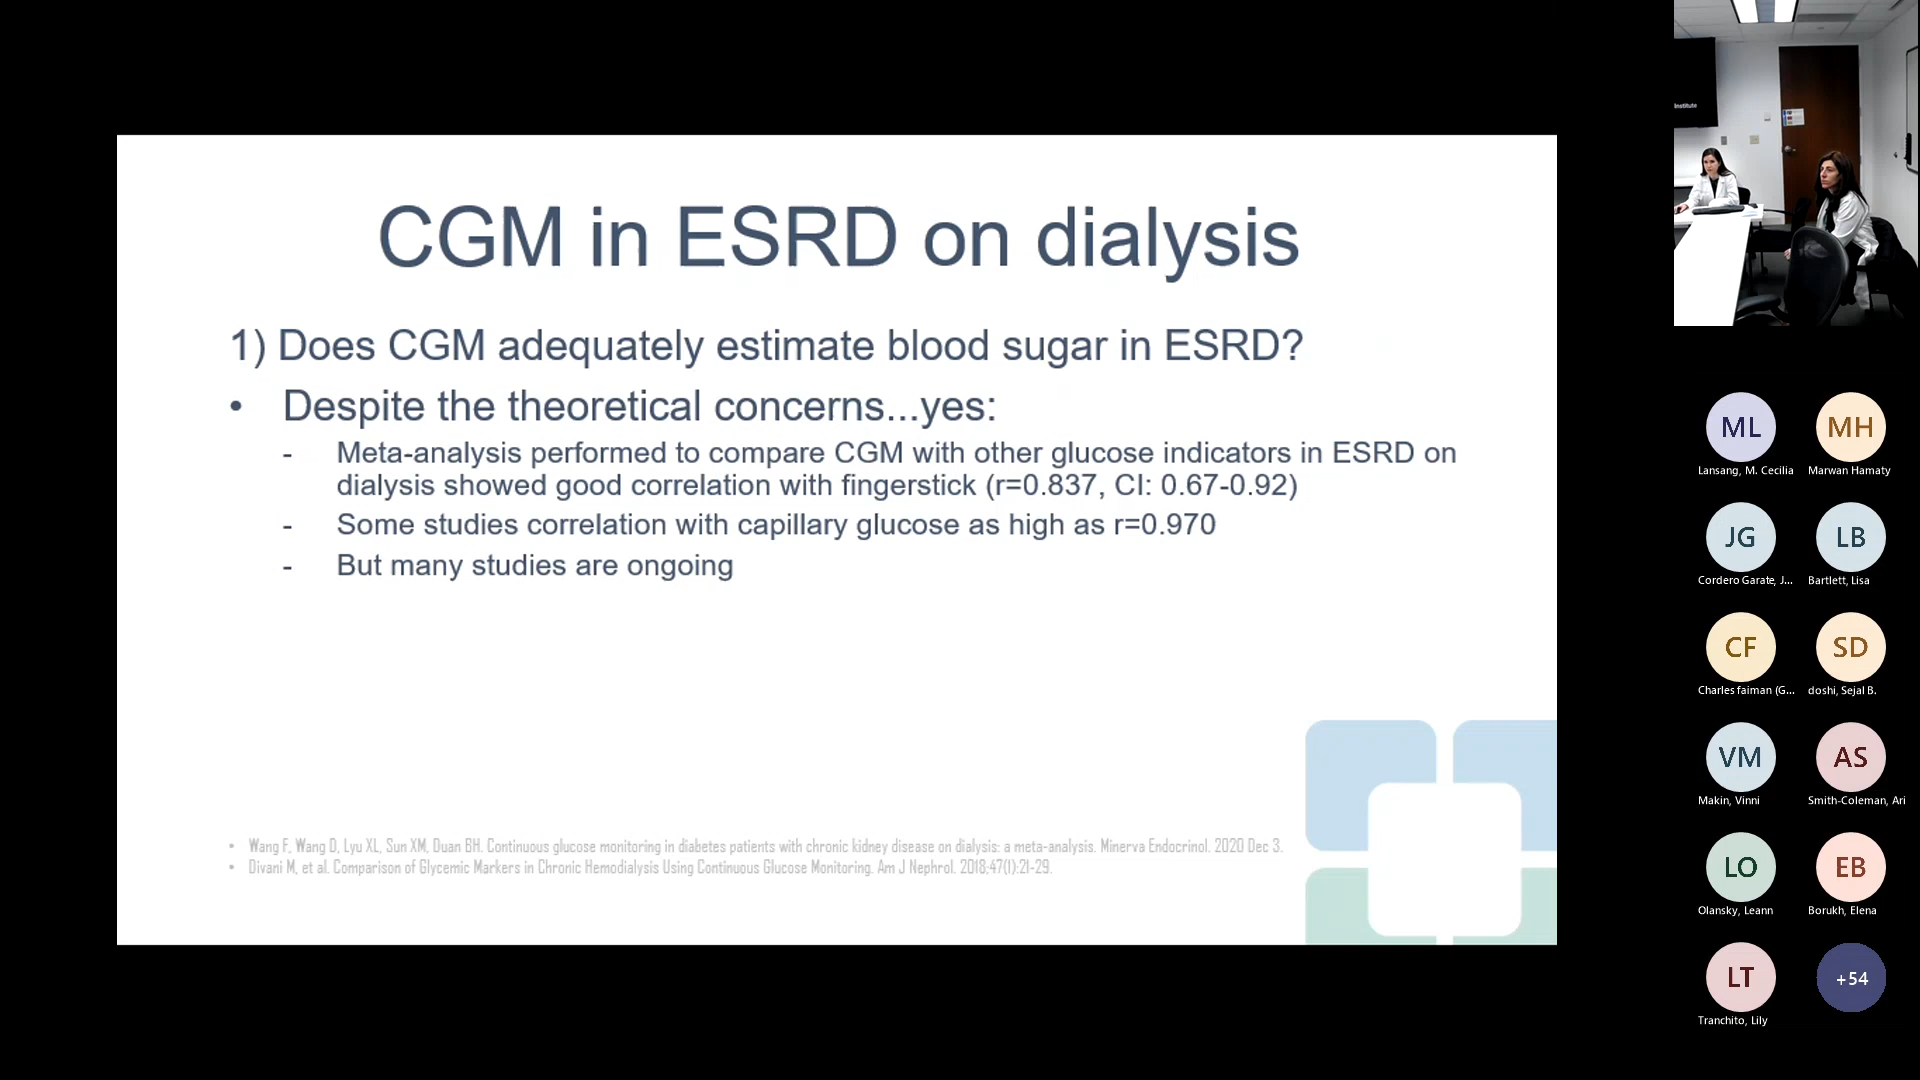 CGM in ESRD on dialysis
1) Does CGM adequately estimate blood sugar in ESRD?
• Despite the theoretical concerns...yes:
- Meta-analysis performed to compare CGM with other glucose indicators in ESRD on
dialysis showed good correlation with fingerstick (r=0.837, CI: 0.67-0.92)
- Some studies correlation with capillary glucose as high as r=0.970
- But many studies are ongoing
• Wang F, Wang D, Lyu XL, Sun XM, Duan BH. Continuous glucose monitoring in diabetes patients with chronic kidney disease on dialysis: a meta-analysis. Minerva Endocrinol. 2020 Dec 3.
• Divani M, et al. Comparison of Glycemic Markers in Chronic Hemodialysis Using Continuous Glucose Monitoring. Am J Nephrol. 2018;47(1):21-29.
Institute
ML MH
Lansang, M. Cecilia Marwan Hamaty
JG LB
Cordero Garate, J... Bartlett, Lisa
CF SD
Charles faiman (G... doshi, Sejal B.
VM AS
Makin, Vinni Smith-Coleman, Ari
LO EB
Olansky, Leann Borukh, Elena
LT +54
Tranchito, Lily